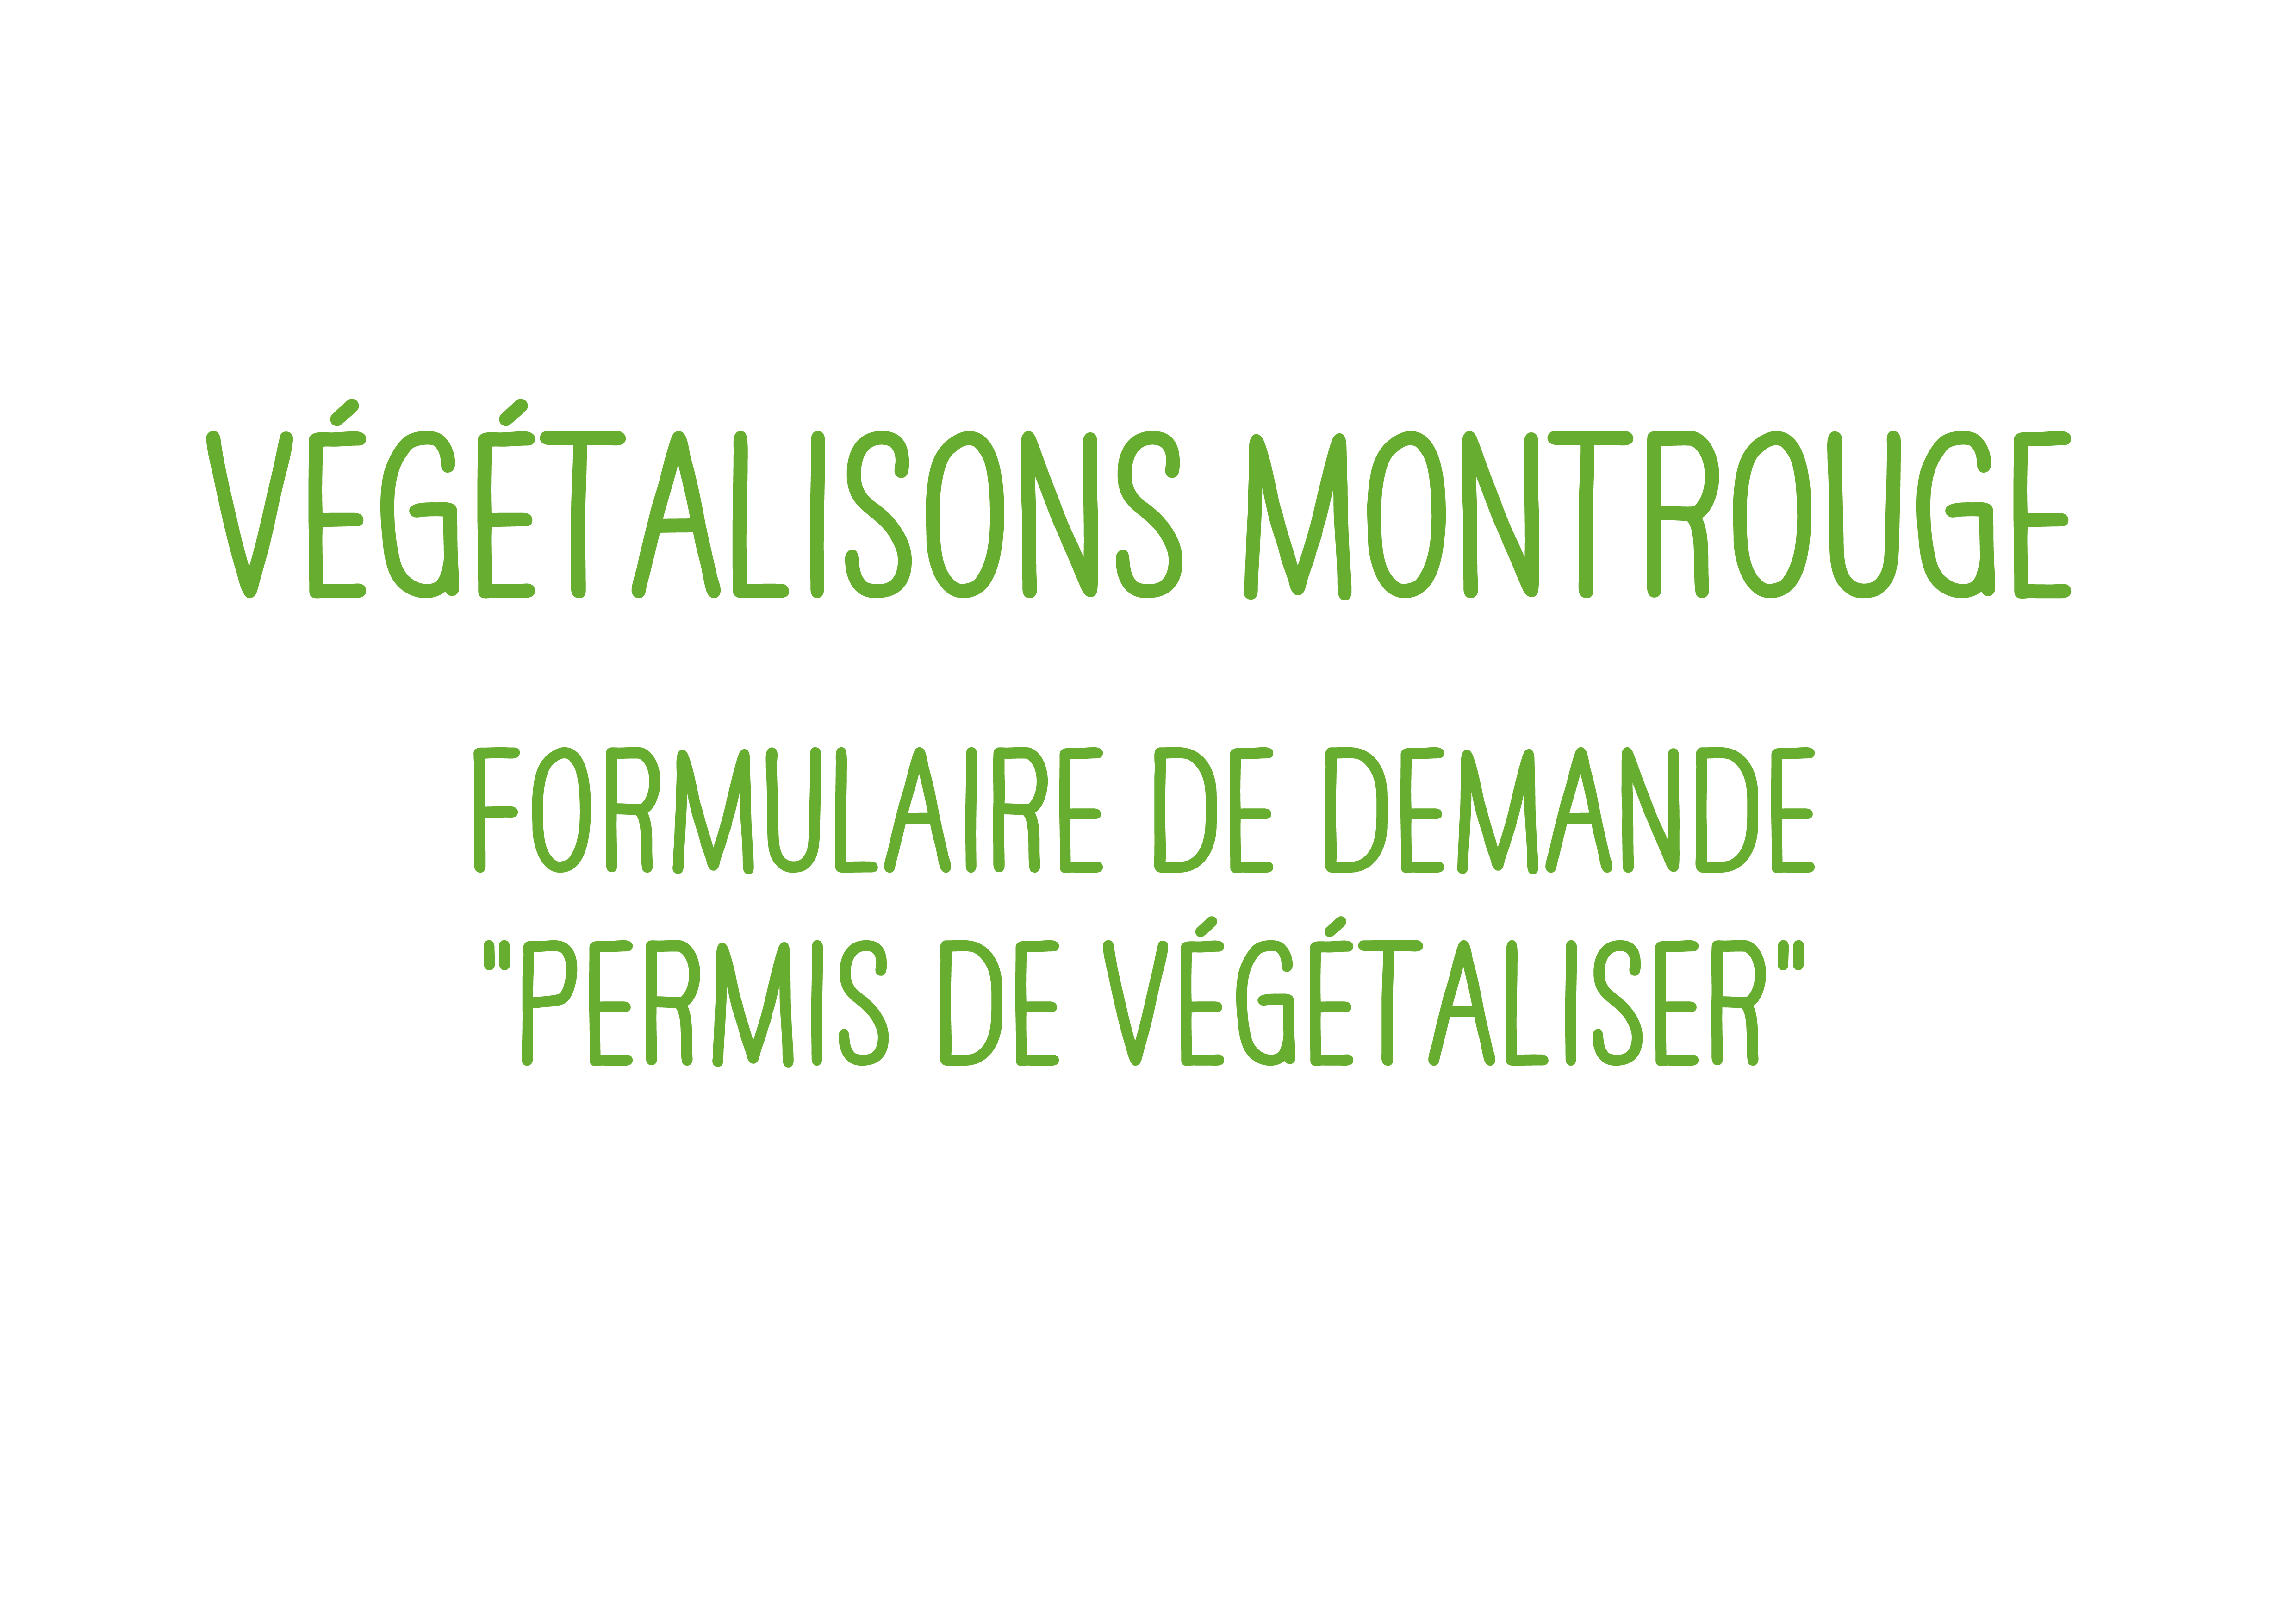 VÉGÉTALISONS MONTROUGE
FORMULAIRE DE DEMANDE
"PERMIS DE VÉGÉTALISER"